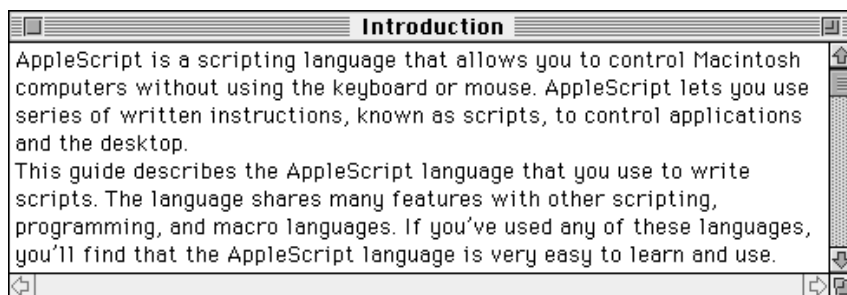 Introduction
AppleScript is a scripting language that allows you to control Macintosh
computers without using the keyboard or mouse. AppleScript lets you use
series of written instructions, known as scripts, to control applications
and the desktop.
This guide describes the AppleScript language that you use to write
scripts. The language shares many features with other scripting,
programming, and macro languages. If you've used any of these languages,
you'll find that the AppleScript language is very easy to learn and use.